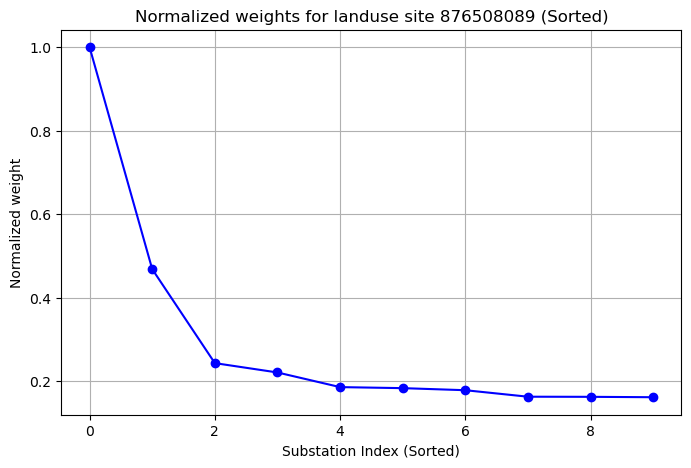 Normalized weights for landuse site 876508089 (Sorted)
Normalized weight
1.0
0.8
0.6
0.4
0.2
0 2 4 6 8
Substation Index (Sorted)